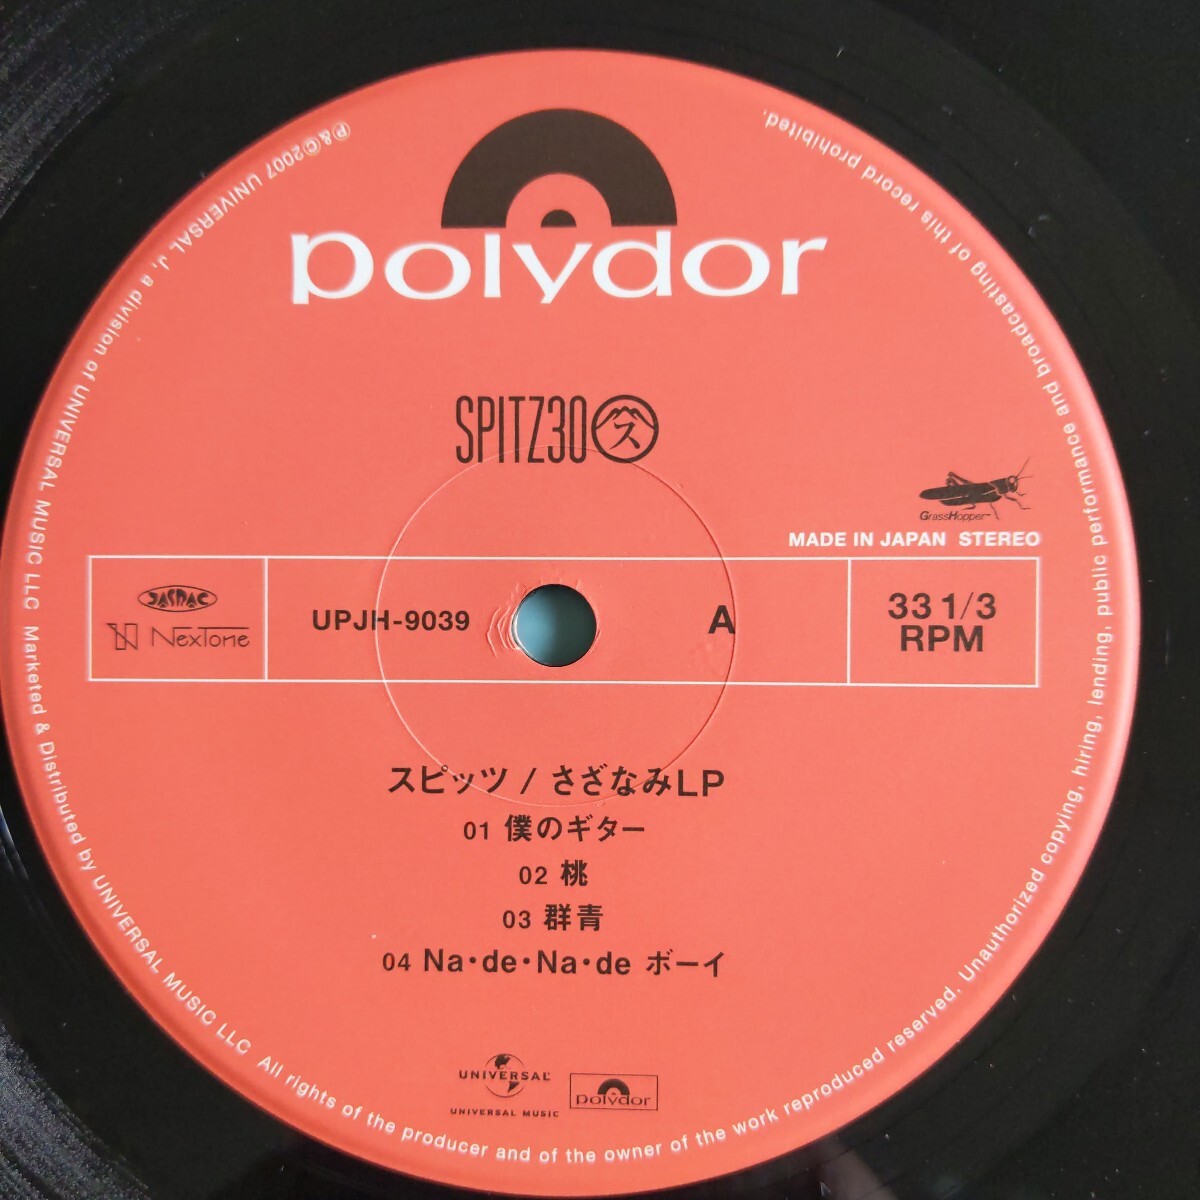 polydor
SPITZ30 ス
GrassHopper
MADE IN JAPAN STEREO
JASRAC
NexTone
UPJH-9039
A
33 1/3
RPM
スピッツ / さざなみLP
01 僕のギター
02 桃
03 群青
04 Na・de・Na・de ボーイ
UNIVERSAL
UNIVERSAL MUSIC
polydor
℗&©2007 UNIVERSAL J, a division of UNIVERSAL MUSIC LLC Marketed & Distributed by UNIVERSAL MUSIC LLC All rights of the producer and of the owner of the work reproduced reserved. Unauthorized copying, hiring, lending, public performance and broadcasting of this record prohibited.